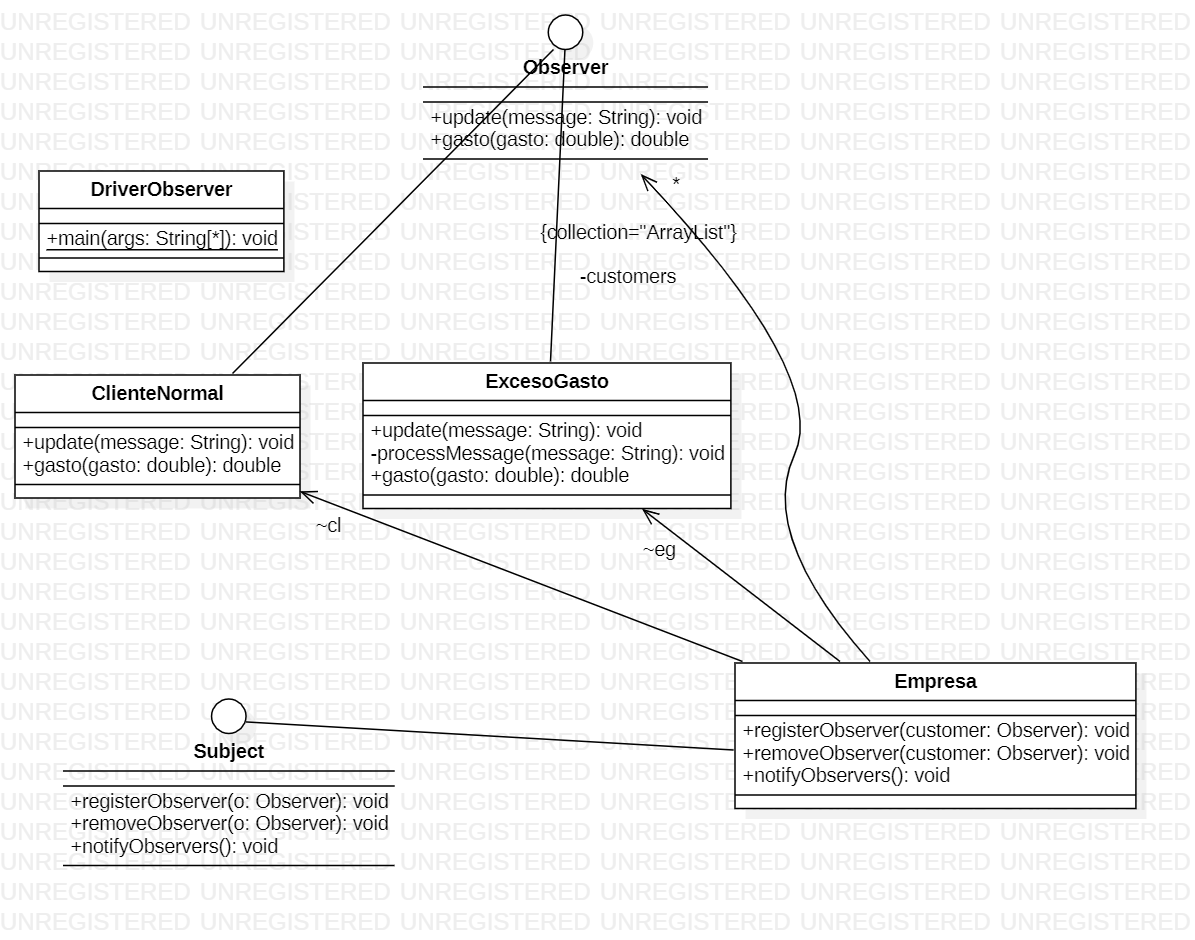 Observer
+update(message: String): void
+gasto(gasto: double): double
DriverObserver
+main(args: String[*]): void
*
{collection="ArrayList"}
-customers
ClienteNormal
+update(message: String): void
+gasto(gasto: double): double
ExcesoGasto
+update(message: String): void
-processMessage(message: String): void
+gasto(gasto: double): double
~cl
~eg
Empresa
+registerObserver(customer: Observer): void
+removeObserver(customer: Observer): void
+notifyObservers(): void
Subject
+registerObserver(o: Observer): void
+removeObserver(o: Observer): void
+notifyObservers(): void
UNREGISTERED UNREGISTERED UNREGISTERED UNREGISTERED UNREGISTERED UNREGISTERED